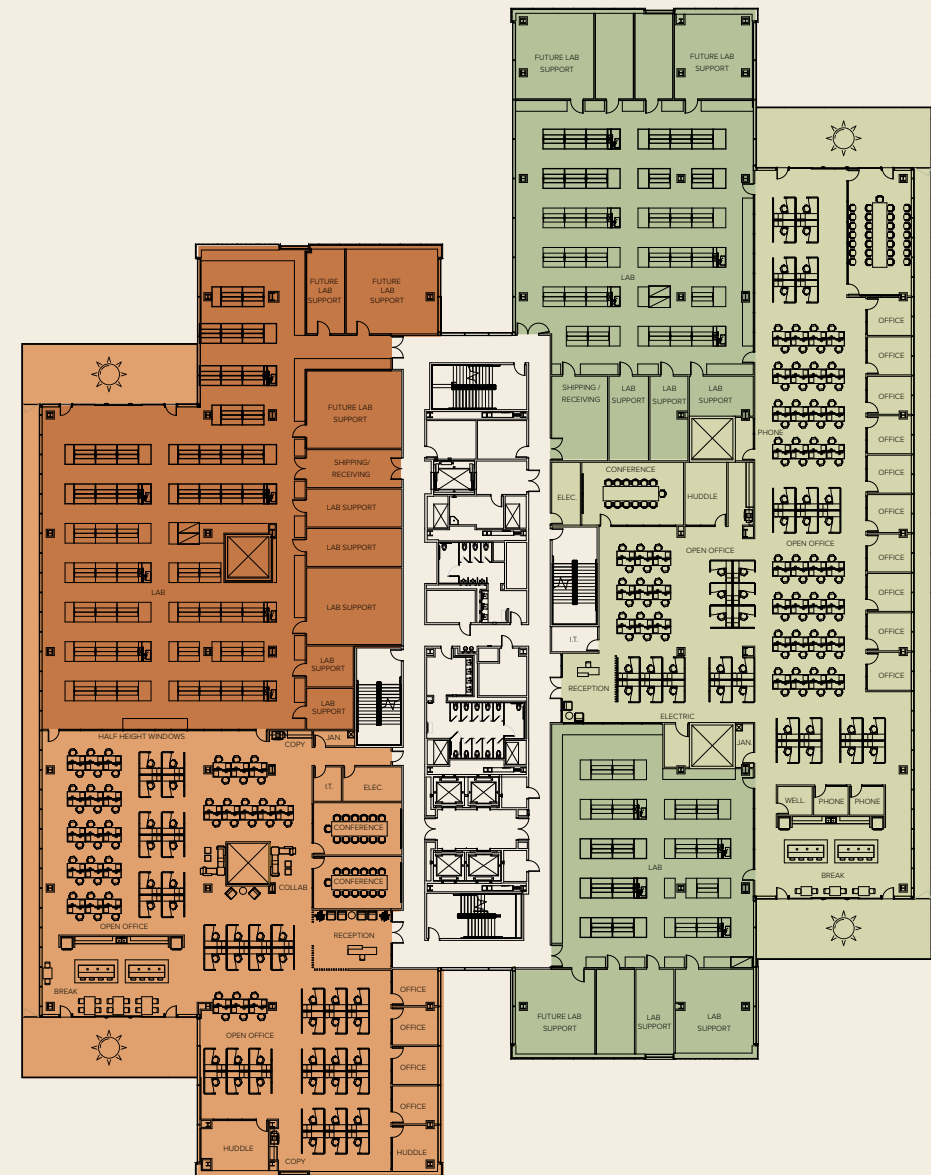 FUTURE LAB
SUPPORT
FUTURE LAB
SUPPORT
LAB
SHIPPING /
RECEIVING
LAB
SUPPORT
LAB
SUPPORT
LAB
SUPPORT
PHONE
CONFERENCE
ELEC.
HUDDLE
OPEN OFFICE
OPEN OFFICE
OFFICE
OFFICE
OFFICE
OFFICE
OFFICE
OFFICE
OFFICE
OFFICE
OFFICE
OFFICE
I.T.
RECEPTION
ELECTRIC
JAN.
WELL.
PHONE
PHONE
BREAK
LAB
FUTURE LAB
SUPPORT
LAB
SUPPORT
LAB
SUPPORT
FUTURE
LAB
SUPPORT
FUTURE
LAB
SUPPORT
FUTURE LAB
SUPPORT
SHIPPING/
RECEIVING
LAB SUPPORT
LAB SUPPORT
LAB SUPPORT
LAB
LAB
SUPPORT
LAB
SUPPORT
HALF HEIGHT WINDOWS
COPY
JAN.
I.T.
ELEC.
CONFERENCE
CONFERENCE
COLLAB
OPEN OFFICE
RECEPTION
BREAK
OPEN OFFICE
OFFICE
OFFICE
OFFICE
OFFICE
HUDDLE
HUDDLE
COPY